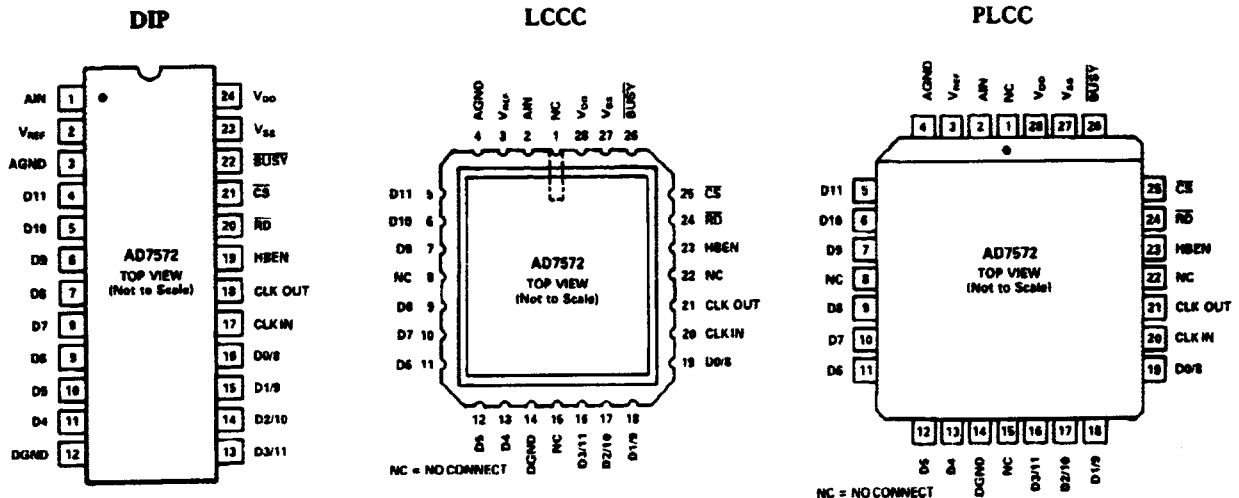 DIP
AIN 1
VREF 2
AGND 3
D11 4
D10 5
D9 6
D8 7
D7 8
D6 9
D5 10
D4 11
DGND 12
24 VDD
23 VSS
22 BUSY
21 CS
20 RD
19 HBEN
18 CLK OUT
17 CLK IN
16 D0/8
15 D1/9
14 D2/10
13 D3/11
AD7572
TOP VIEW
(Not to Scale)
LCCC
AGND VREF AIN NC VDD VSS BUSY
4 3 2 1 28 27 26
D11 5
D10 6
D9 7
NC 8
D8 9
D7 10
D6 11
25 CS
24 RD
23 HBEN
22 NC
21 CLK OUT
20 CLK IN
19 D0/8
AD7572
TOP VIEW
(Not to Scale)
12 13 14 15 16 17 18
D5 D4 DGND NC D3/11 D2/10 D1/9
NC = NO CONNECT
PLCC
AGND VREF AIN NC VDD VSS BUSY
4 3 2 1 28 27 26
D11 5
D10 6
D9 7
NC 8
D8 9
D7 10
D6 11
25 CS
24 RD
23 HBEN
22 NC
21 CLK OUT
20 CLK IN
19 D0/8
AD7572
TOP VIEW
(Not to Scale)
12 13 14 15 16 17 18
D5 D4 DGND NC D3/11 D2/10 D1/9
NC = NO CONNECT